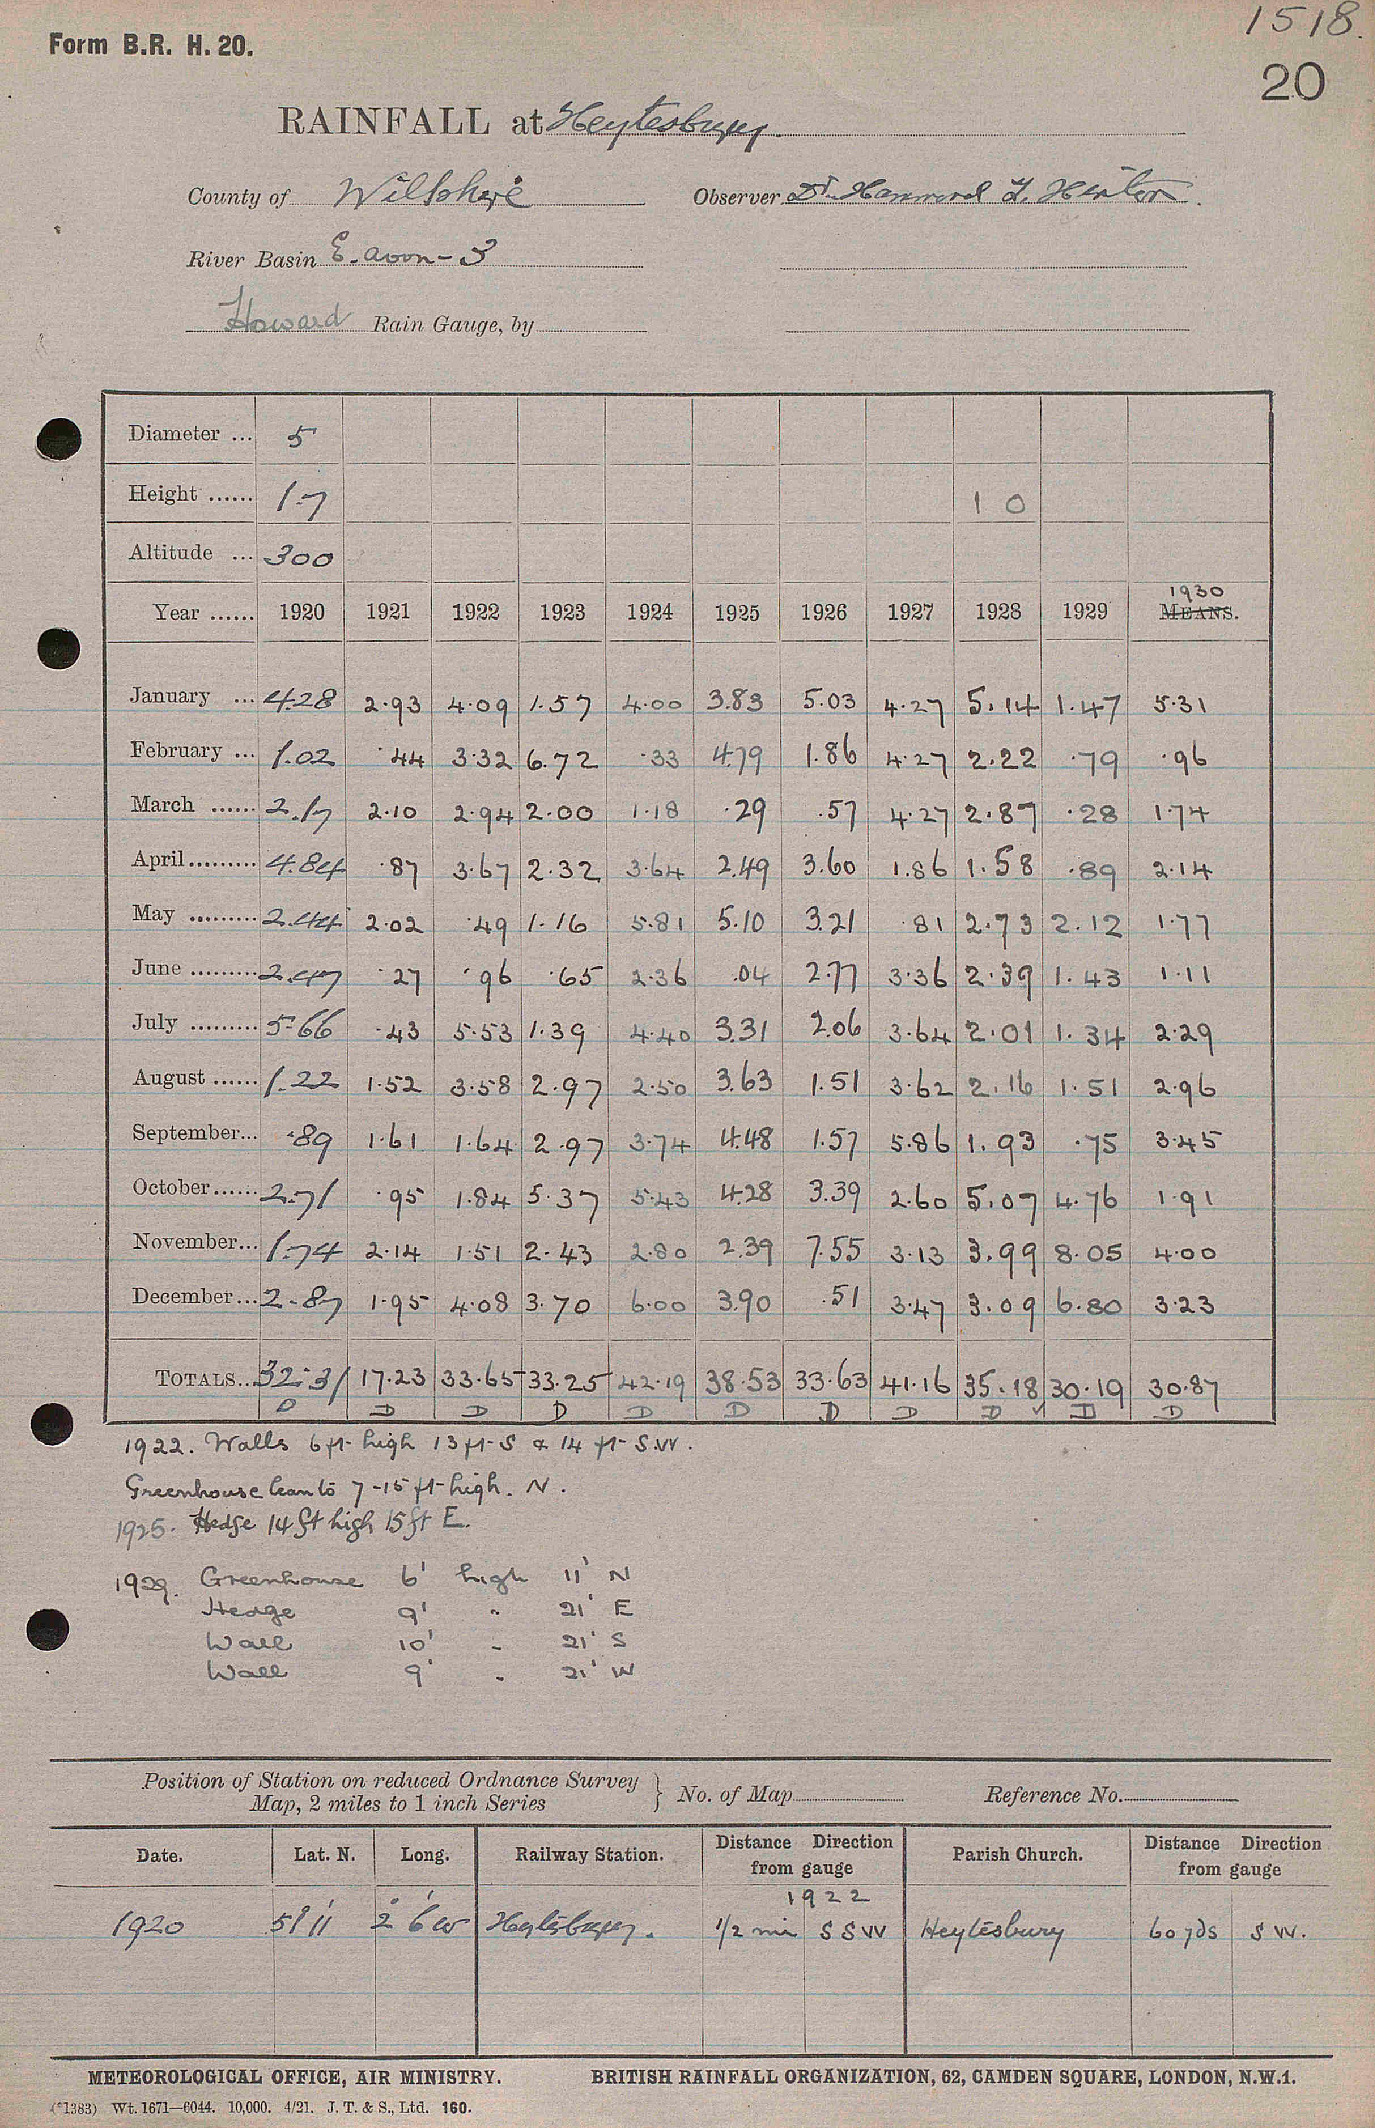 1518.
Form B.R. H. 20.
20
RAINFALL at Heytesbury.
County of Wiltshire Observer Dr. Hammond L. Hinton.
River Basin E. Avon - 3
Howard Rain Gauge, by
Diameter ... 5
Height ...... 1·7 1 0
Altitude ... 300
1930
Year ...... 1920 1921 1922 1923 1924 1925 1926 1927 1928 1929 MEANS.
January ... 4.28 2·93 4·09 1·57 4·00 3.83 5.03 4·27 5.14 1·47 5·31
February ... 1.02 ·44 3·32 6.72 ·33 4.79 1.86 4·27 2.22 ·79 ·96
March ...... 2.17 2·10 2·94 2·00 1·18 ·29 .57 4·27 2·87 ·28 1·74
April ......... 4.84 ·87 3·67 2·32 3·64 2.49 3.60 1.86 1.58 ·89 2·14
May ......... 2.44 2·02 ·49 1·16 5·81 5.10 3.21 ·81 2·73 2·12 1·77
June ......... 2.47 ·27 ·96 ·65 2·36 .04 2.77 3·36 2·39 1·43 1·11
July ......... 5·66 ·43 5·53 1·39 4·40 3.31 2.06 3·64 2·01 1·34 2·29
August ...... 1.22 1·52 3·58 2·97 2·50 3.63 1.51 3·62 2.16 1·51 2·96
September... ·89 1·61 1·64 2·97 3·74 4.48 1.57 5·86 1.93 ·75 3·45
October...... 2.71 ·95 1·84 5·37 5·43 4.28 3.39 2·60 5.07 4·76 1·91
November... 1.74 2·14 1·51 2·43 2·80 2.39 7.55 3·13 3.99 8·05 4·00
December... 2·87 1·95 4·08 3·70 6·00 3.90 .51 3·47 3.09 6·80 3·23
TOTALS... 32·31 17·23 33·65 33·25 42·19 38·53 33·63 41·16 35.18 30·19 30·87
D D D D D D D D D ✓ D D
1922. Walls 6 ft- high 13 ft- S & 14 ft- S.W.
Greenhouse lean to 7-15 ft- high. N.
1925. Hedge 14 ft high 15 ft E.
1929. Greenhouse 6' high 11' N
Hedge 9' " 21' E
Wall 10' " 21' S
Wall 9' " 21' W
Position of Station on reduced Ordnance Survey
Map, 2 miles to 1 inch Series } No. of Map Reference No.
Date. Lat. N. Long. Railway Station. Distance Direction from gauge Parish Church. Distance Direction from gauge
1922
1920 51° 11' 2° 6' W Heytesbury. 1/2 mi SSW Heytesbury 60 yds SW.
METEOROLOGICAL OFFICE, AIR MINISTRY. BRITISH RAINFALL ORGANIZATION, 62, CAMDEN SQUARE, LONDON, N.W.1.
(*1383) Wt. 1671—6044. 10,000. 4/21. J. T. & S., Ltd. 160.